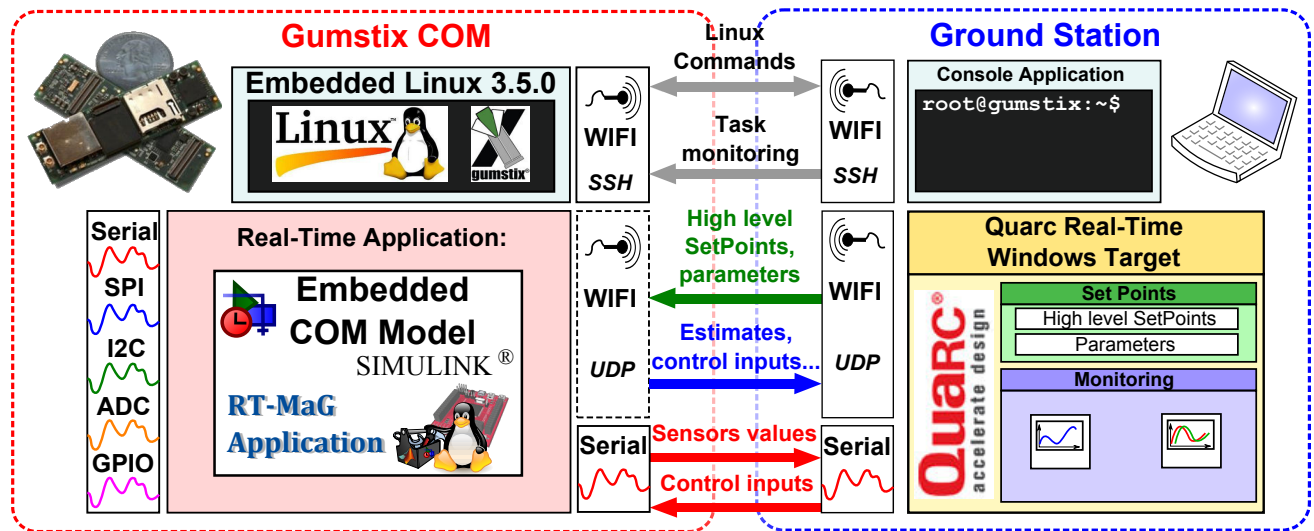 Gumstix COM
Ground Station
Linux
Commands
Embedded Linux 3.5.0
Linux™
gumstix®
WIFI
SSH
Task
monitoring
WIFI
SSH
Console Application
root@gumstix:~$
Serial
SPI
I2C
ADC
GPIO
Real-Time Application:
Embedded
COM Model
SIMULINK ®
RT-MaG
Application
WIFI
UDP
High level
SetPoints,
parameters
Estimates,
control inputs...
WIFI
UDP
Quarc Real-Time
Windows Target
QUARC®
accelerate design
Set Points
High level SetPoints
Parameters
Monitoring
Serial
Sensors values
Control inputs
Serial